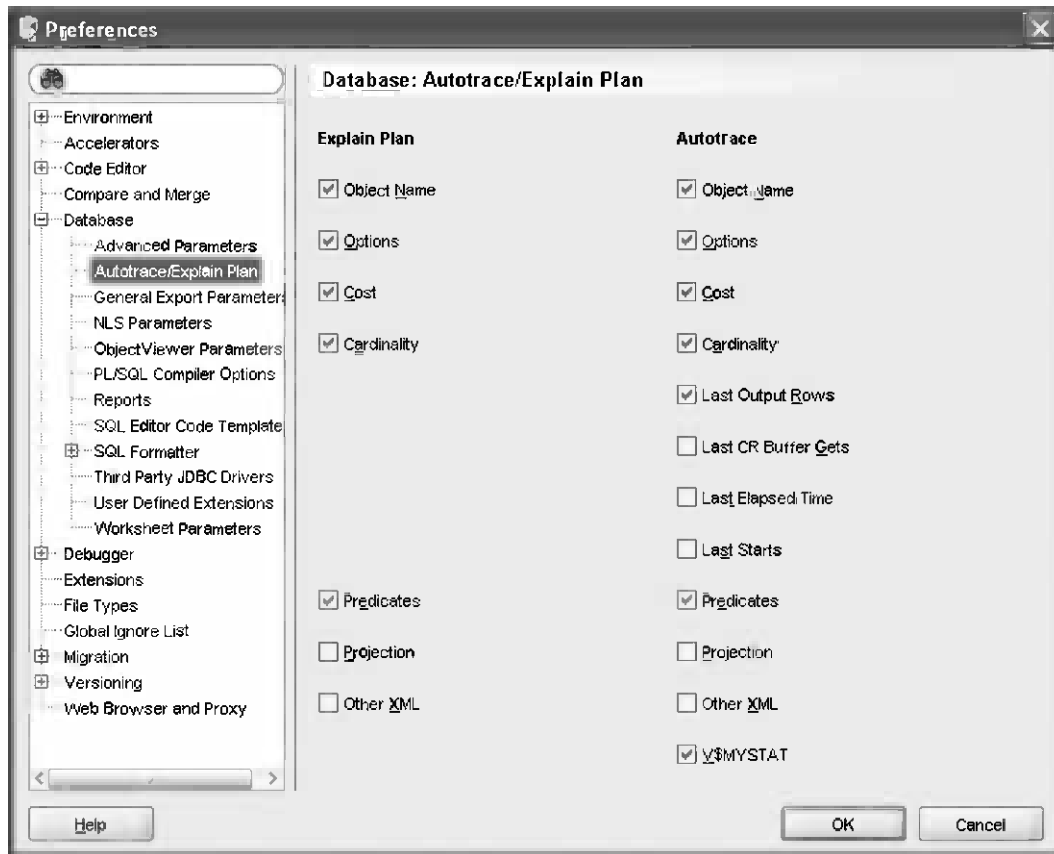 Preferences
Environment
Accelerators
Code Editor
Compare and Merge
Database
Advanced Parameters
Autotrace/Explain Plan
General Export Parameters
NLS Parameters
ObjectViewer Parameters
PL/SQL Compiler Options
Reports
SQL Editor Code Template
SQL Formatter
Third Party JDBC Drivers
User Defined Extensions
Worksheet Parameters
Debugger
Extensions
File Types
Global Ignore List
Migration
Versioning
Web Browser and Proxy
Help
Database: Autotrace/Explain Plan
Explain Plan
Object Name
Options
Cost
Cardinality
Predicates
Projection
Other XML
Autotrace
Object Name
Options
Cost
Cardinality
Last Output Rows
Last CR Buffer Gets
Last Elapsed Time
Last Starts
Predicates
Projection
Other XML
V$MYSTAT
OK
Cancel